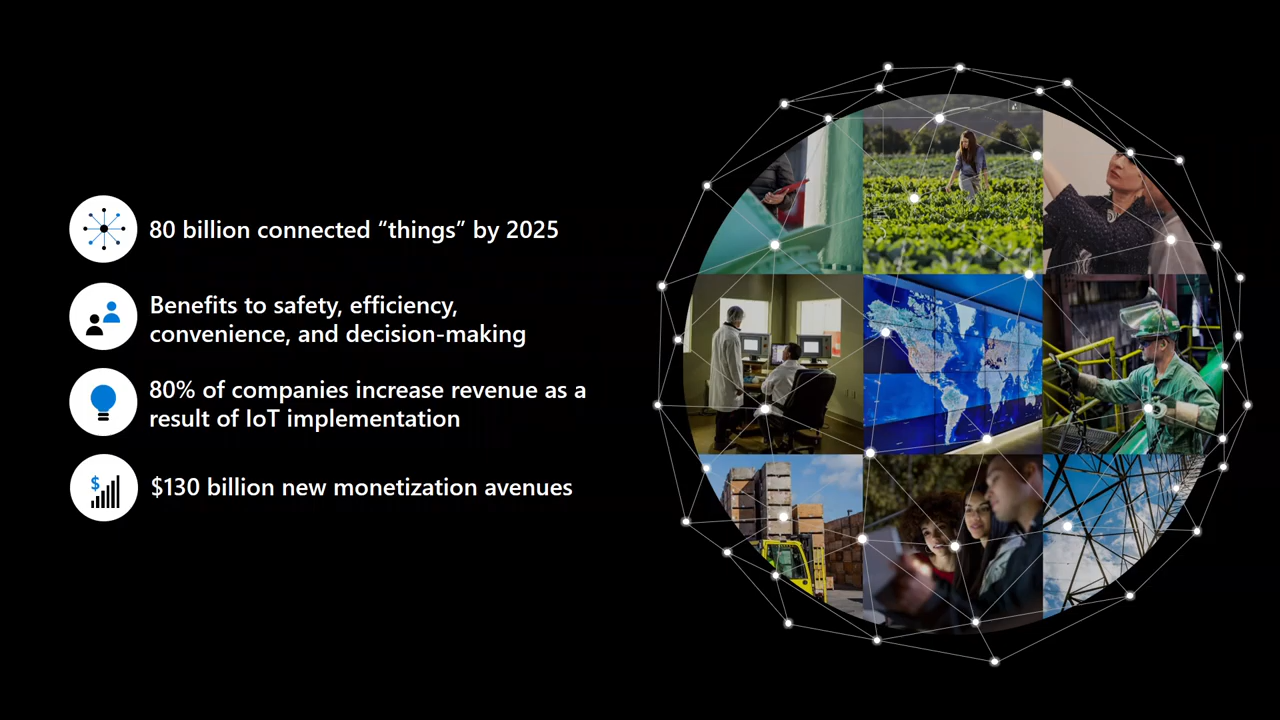 80 billion connected “things” by 2025
Benefits to safety, efficiency,
convenience, and decision-making
80% of companies increase revenue as a
result of IoT implementation
$
$130 billion new monetization avenues